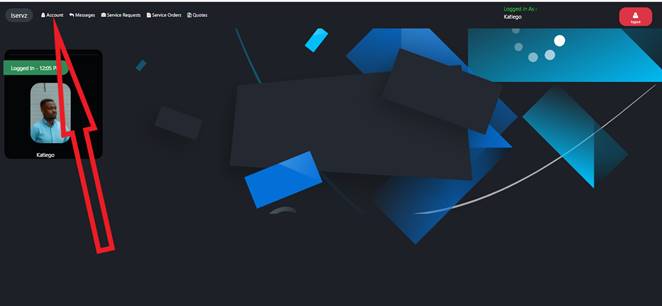 Iservz
Account Messages Service Requests Service Orders Quotes
Logged In As :
Katlego
logout
Logged In - 12:05 P
Katlego